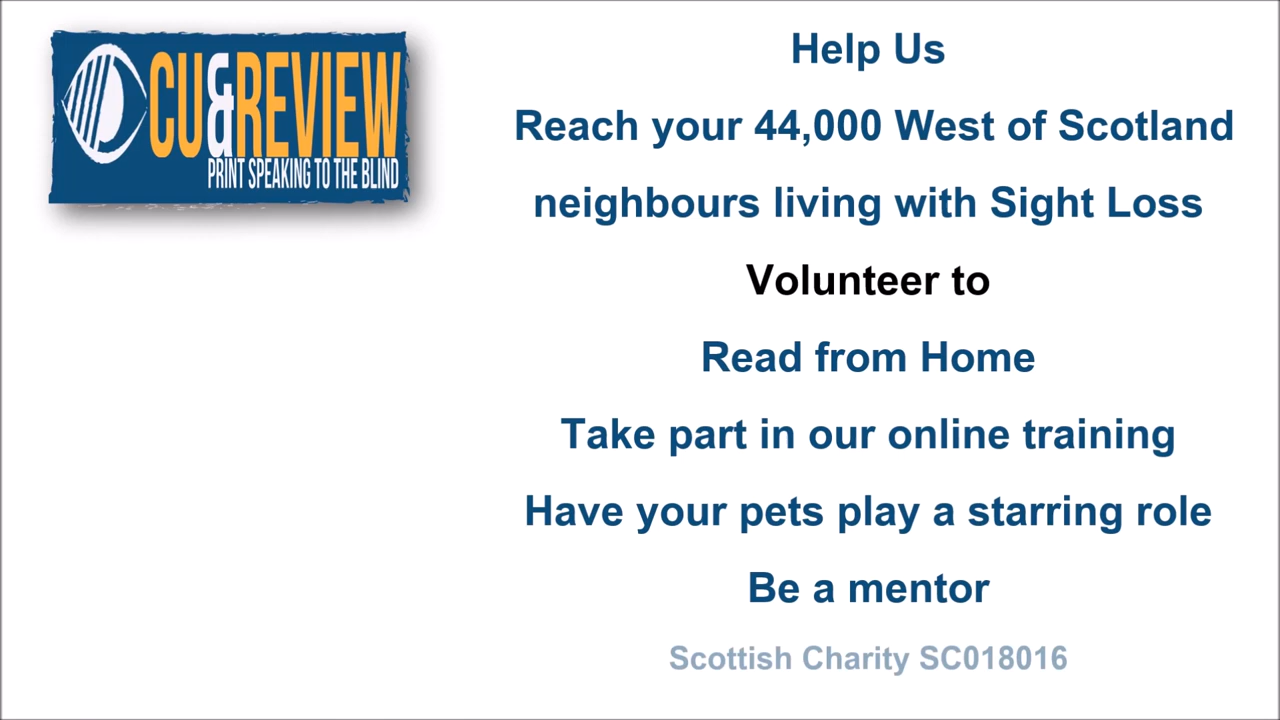 CU&REVIEW
PRINT SPEAKING TO THE BLIND
Help Us
Reach your 44,000 West of Scotland
neighbours living with Sight Loss
Volunteer to
Read from Home
Take part in our online training
Have your pets play a starring role
Be a mentor
Scottish Charity SC018016